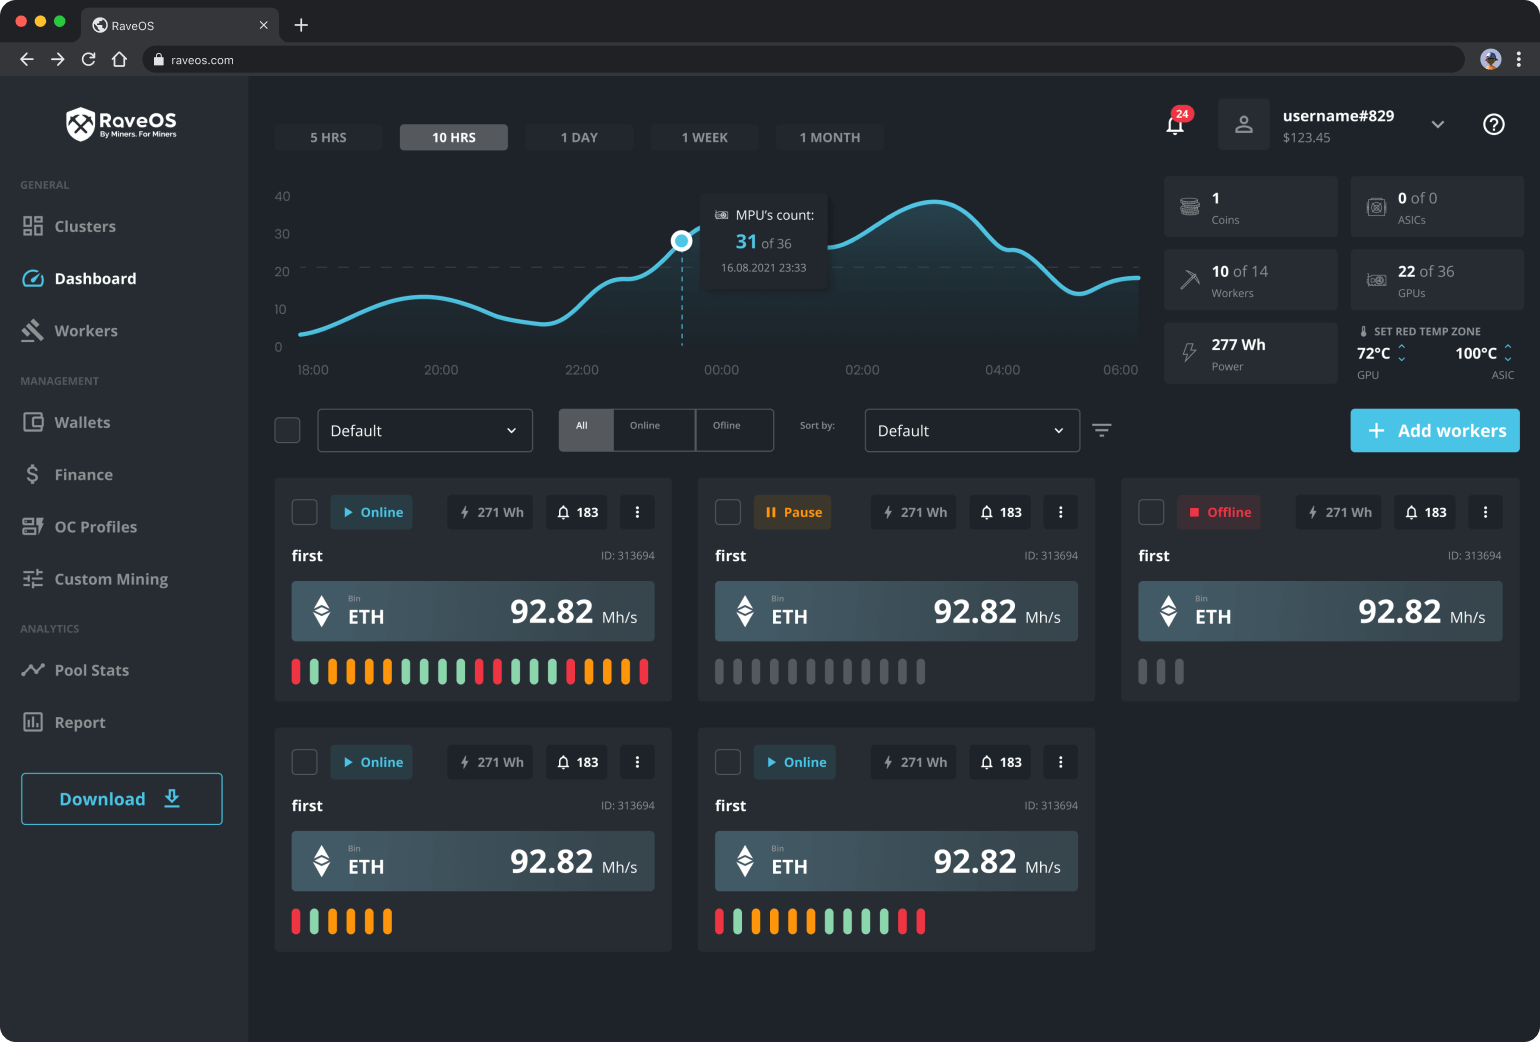 RaveOS
raveos.com
RaveOS
By Miners. For Miners
GENERAL
Clusters
Dashboard
Workers
MANAGEMENT
Wallets
Finance
OC Profiles
Custom Mining
ANALYTICS
Pool Stats
Report
Download
5 HRS
10 HRS
1 DAY
1 WEEK
1 MONTH
24
username#829
$123.45
40
30
20
10
0
MPU's count:
31 of 36
16.08.2021 23:33
18:00
20:00
22:00
00:00
02:00
04:00
06:00
1
Coins
0 of 0
ASICs
10 of 14
Workers
22 of 36
GPUs
277 Wh
Power
SET RED TEMP ZONE
72°C
100°C
GPU
ASIC
Default
All
Online
Ofline
Sort by:
Default
+ Add workers
Online
271 Wh
183
first
ID: 313694
Bin
ETH
92.82 Mh/s
Pause
271 Wh
183
first
ID: 313694
Bin
ETH
92.82 Mh/s
Offline
271 Wh
183
first
ID: 313694
Bin
ETH
92.82 Mh/s
Online
271 Wh
183
first
ID: 313694
Bin
ETH
92.82 Mh/s
Online
271 Wh
183
first
ID: 313694
Bin
ETH
92.82 Mh/s